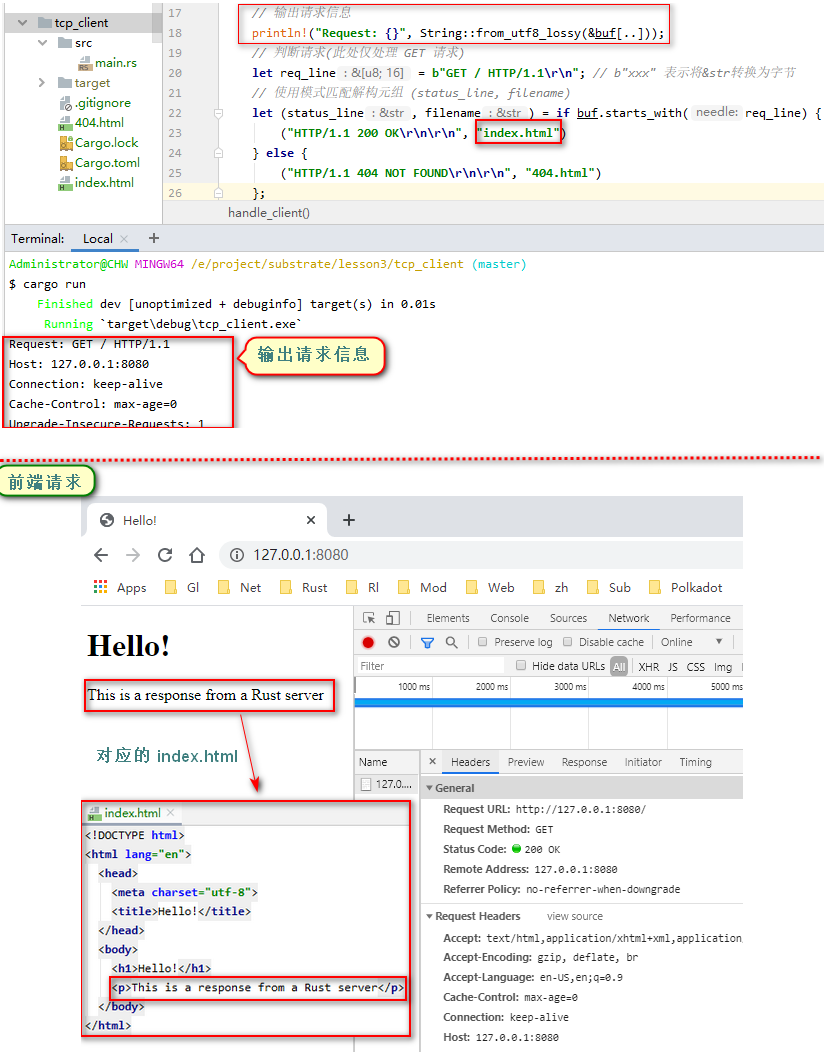 tcp_client
src
main.rs
target
.gitignore
404.html
Cargo.lock
Cargo.toml
index.html
17 // 输出请求信息
18 println!("Request: {}", String::from_utf8_lossy(&buf[..]));
19 // 判断请求(此处仅处理 GET 请求)
20 let req_line : &[u8; 16] = b"GET / HTTP/1.1\r\n"; // b"xxx" 表示将&str转换为字节
21 // 使用模式匹配解构元组 (status_line, filename)
22 let (status_line : &str , filename : &str ) = if buf.starts_with( needle: req_line) {
23 ("HTTP/1.1 200 OK\r\n\r\n", "index.html")
24 } else {
25 ("HTTP/1.1 404 NOT FOUND\r\n\r\n", "404.html")
26 };
handle_client()
Terminal: Local × +
Administrator@CHW MINGW64 /e/project/substrate/lesson3/tcp_client (master)
$ cargo run
Finished dev [unoptimized + debuginfo] target(s) in 0.01s
Running `target\debug\tcp_client.exe`
Request: GET / HTTP/1.1
Host: 127.0.0.1:8080
Connection: keep-alive
Cache-Control: max-age=0
Upgrade-Insecure-Requests: 1
输出请求信息
前端请求
Hello! × +
127.0.0.1:8080
Apps Gl Net Rust Rl Mod Web zh Sub Polkadot
Hello!
This is a response from a Rust server
对应的 index.html
index.html ×
<!DOCTYPE html>
<html lang="en">
<head>
<meta charset="utf-8">
<title>Hello!</title>
</head>
<body>
<h1>Hello!</h1>
<p>This is a response from a Rust server</p>
</body>
</html>
Elements Console Sources Network Performance
Preserve log Disable cache Online ▼
Filter Hide data URLs All XHR JS CSS Img
1000 ms 2000 ms 3000 ms 4000 ms 5000 ms
Name × Headers Preview Response Initiator Timing
127.0....
General
Request URL: http://127.0.0.1:8080/
Request Method: GET
Status Code: 200 OK
Remote Address: 127.0.0.1:8080
Referrer Policy: no-referrer-when-downgrade
Request Headers view source
Accept: text/html,application/xhtml+xml,application,
Accept-Encoding: gzip, deflate, br
Accept-Language: en-US,en;q=0.9
Cache-Control: max-age=0
Connection: keep-alive
Host: 127.0.0.1:8080